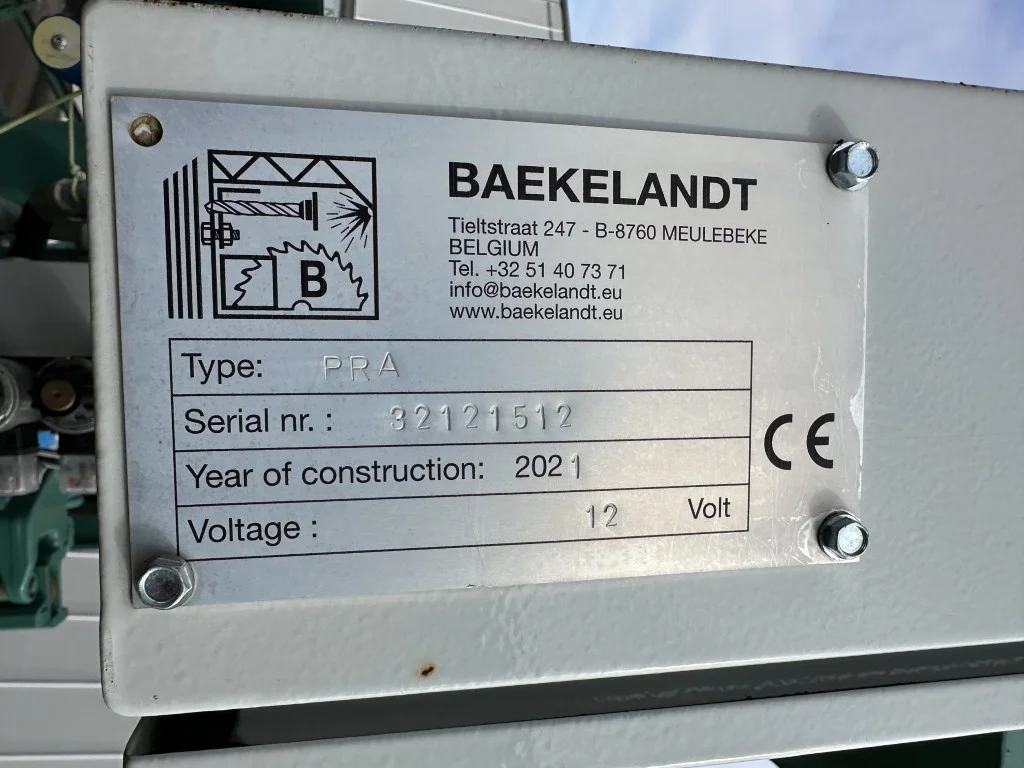 BAEKELANDT
Tieltstraat 247 - B-8760 MEULEBEKE
BELGIUM
Tel. +32 51 40 73 71
info@baekelandt.eu
www.baekelandt.eu
B
Type: PRA
Serial nr. : 32121512
Year of construction: 2021
Voltage : 12 Volt
CE